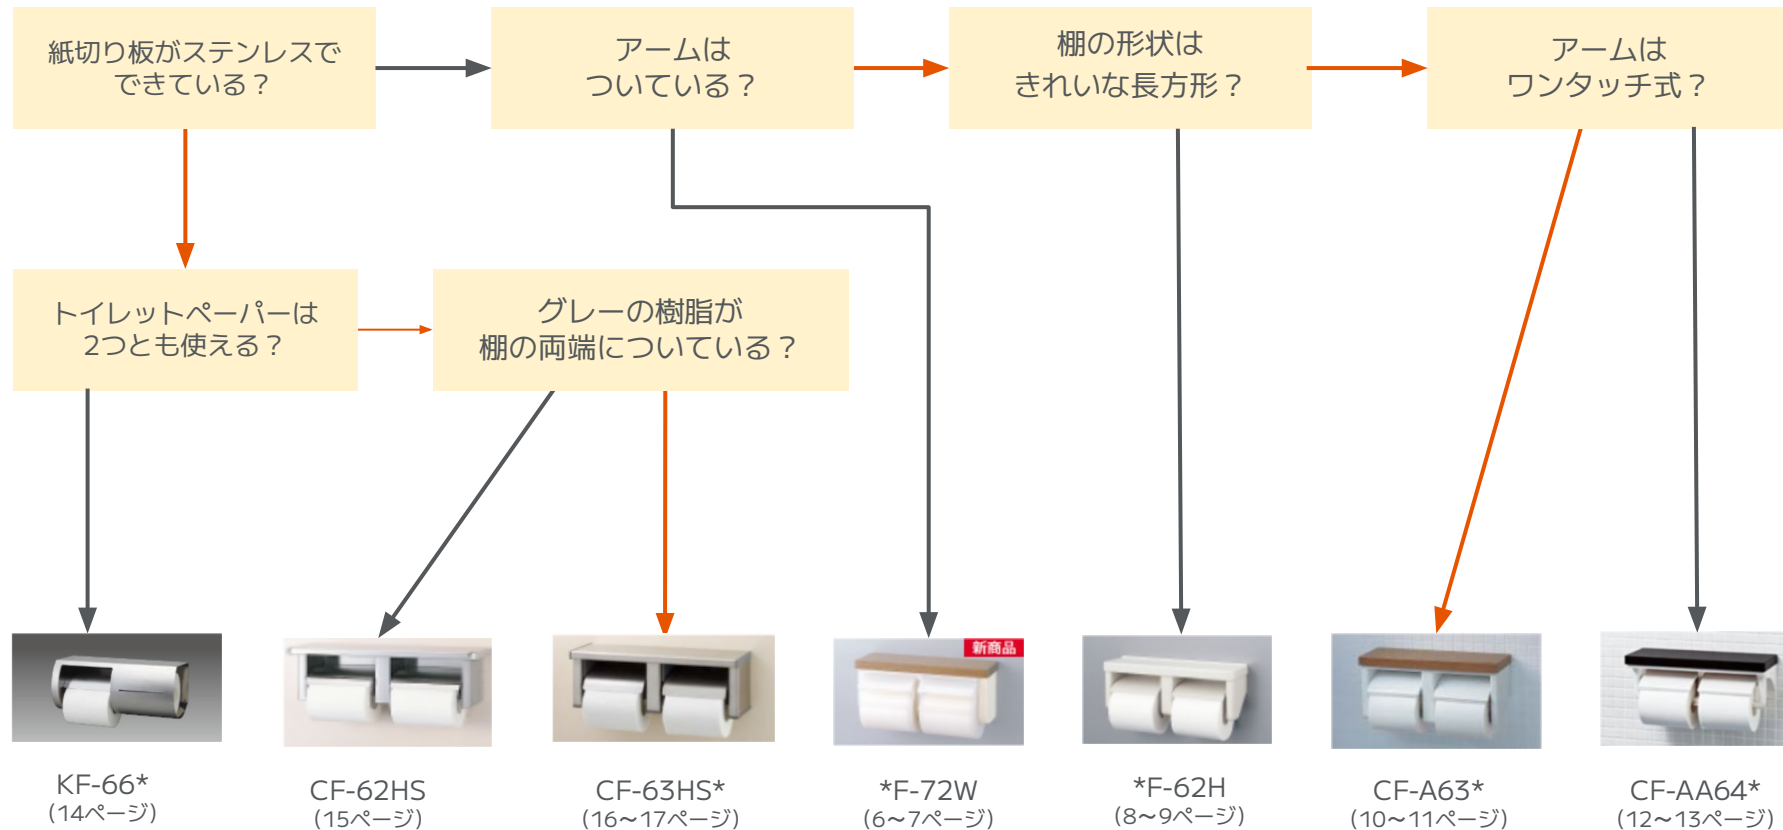 紙切り板がステンレスで
できている？
アームは
ついている？
棚の形状は
きれいな長方形？
アームは
ワンタッチ式？
トイレットペーパーは
2つとも使える？
グレーの樹脂が
棚の両端についている？
新商品
KF-66*
(14ページ)
CF-62HS
(15ページ)
CF-63HS*
(16~17ページ)
*F-72W
(6~7ページ)
*F-62H
(8~9ページ)
CF-A63*
(10~11ページ)
CF-AA64*
(12~13ページ)